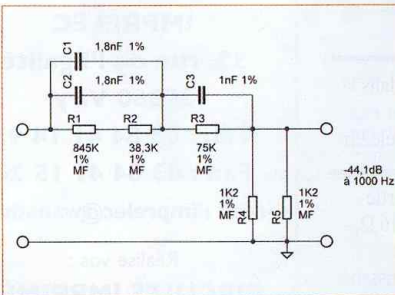 C1
1,8nF 1%
C2
1,8nF 1%
C3
1nF 1%
R1
845K
1%
MF
R2
38,3K
1%
MF
R3
75K
1%
MF
R4
1K2
1%
MF
R5
1K2
1%
MF
-44,1dB
à 1000 Hz